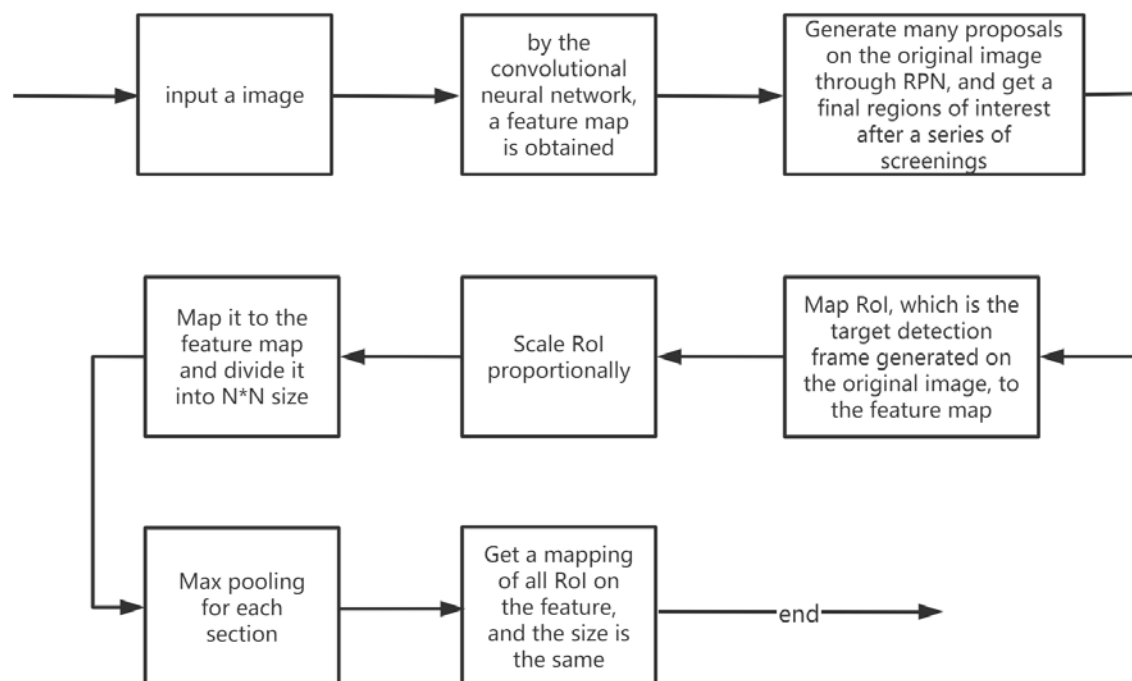 input a image
by the
convolutional
neural network,
a feature map
is obtained
Generate many proposals
on the original image
through RPN, and get a
final regions of interest
after a series of
screenings
Map RoI, which is the
target detection
frame generated on
the original image, to
the feature map
Scale RoI
proportionally
Map it to the
feature map
and divide it
into N*N size
Max pooling
for each
section
Get a mapping
of all RoI on
the feature,
and the size is
the same
end